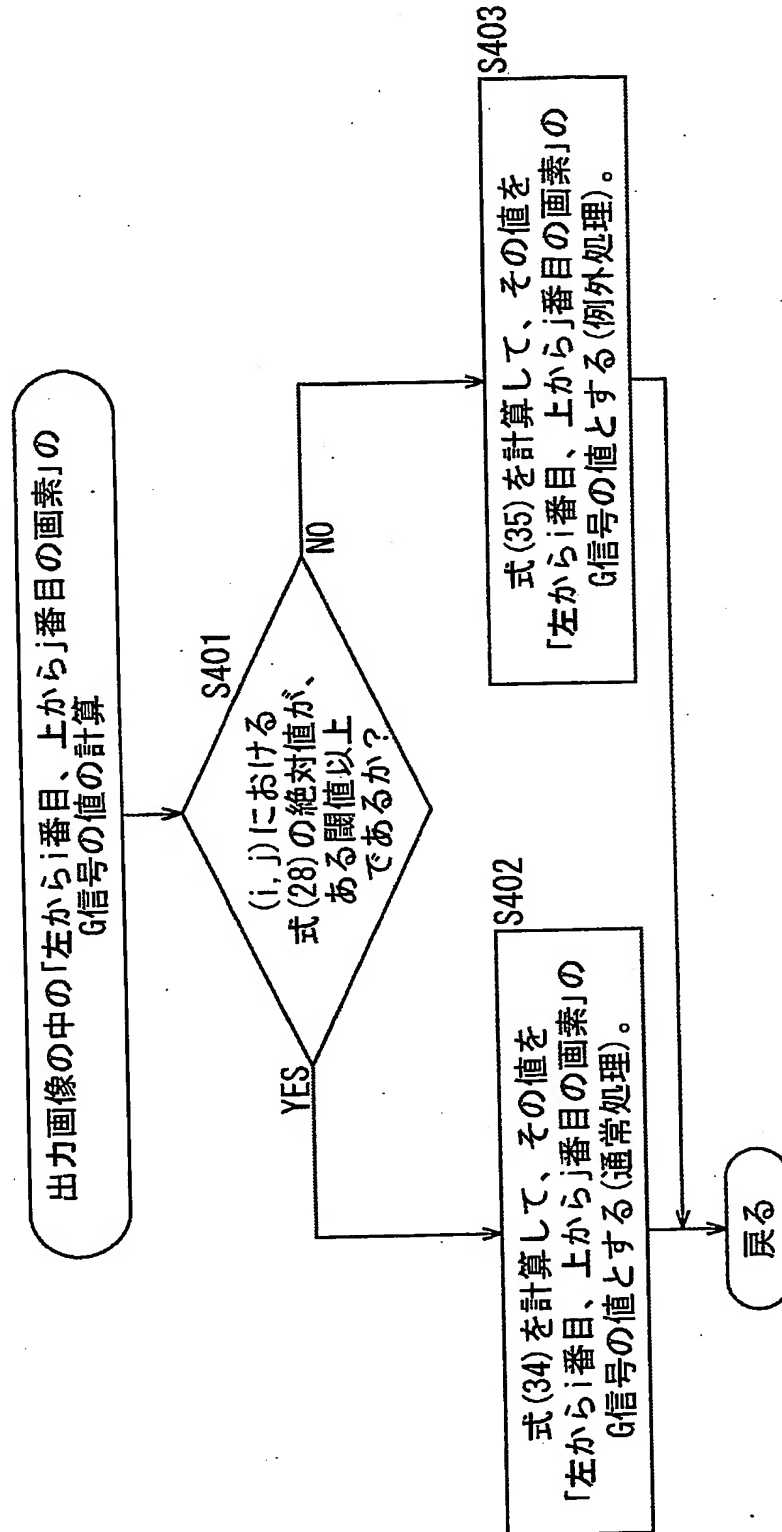 出力画像の中の「左からi番目、上からj番目の画素」の
G信号の値の計算
S401
(i, j)における
式(28)の絶対値が、
ある閾値以上
であるか?
YES
NO
S402
式(34)を計算して、その値を
「左からi番目、上からj番目の画素」の
G信号の値とする(通常処理)。
S403
式(35)を計算して、その値を
「左からi番目、上からj番目の画素」の
G信号の値とする(例外処理)。
戻る